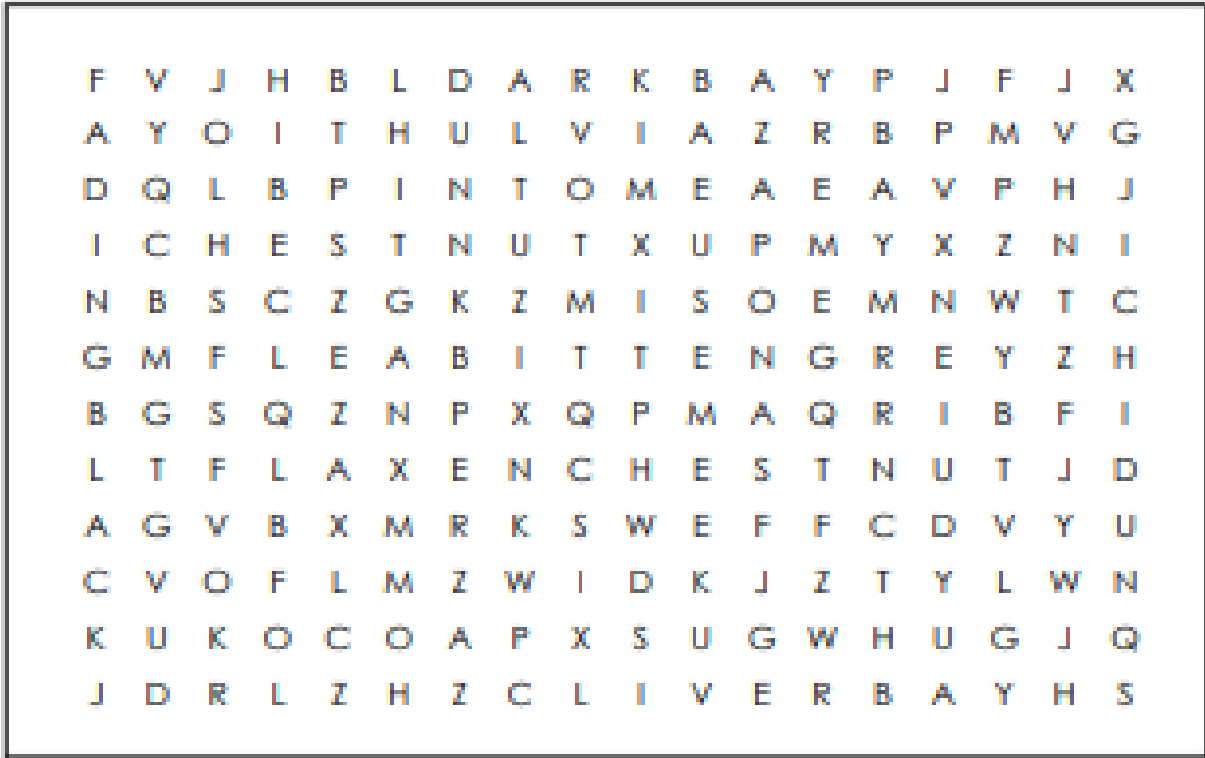 F V J H B L D A R K B A Y P J F J X
A Y O I T H U L V I A Z R B P M V G
D Q L B P I N T O M E A E A V P H J
I C H E S T N U T X U P M Y X Z N I
N B S C Z G K Z M I S O E M N W T C
G M F L E A B I T T E N G R E Y Z H
B G S Q Z N P X Q P M A Q R I B F I
L T F L A X E N C H E S T N U T J D
A G V B X M R K S W E F F C D V Y U
C V O F L M Z W I D K J Z T Y L W N
K U K O C O A P X S U G W H U G J Q
J D R L Z H Z C L I V E R B A Y H S